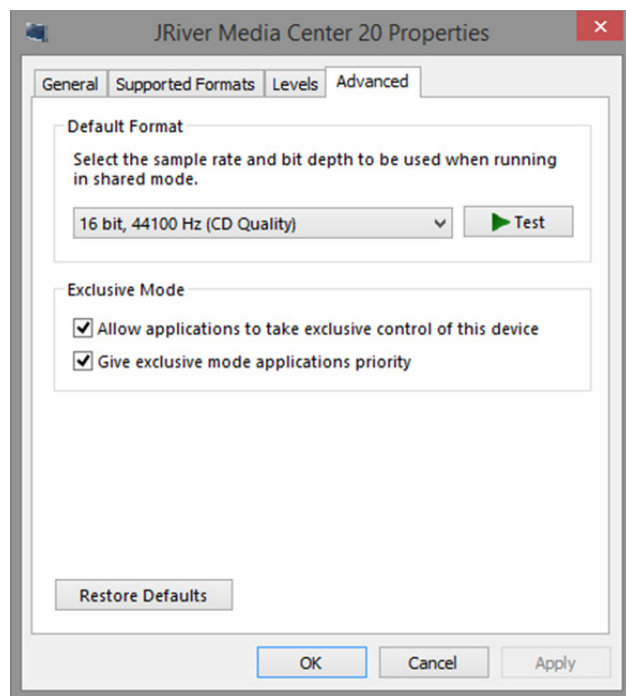 JRiver Media Center 20 Properties
General
Supported Formats
Levels
Advanced
Default Format
Select the sample rate and bit depth to be used when running
in shared mode.
16 bit, 44100 Hz (CD Quality)
Test
Exclusive Mode
Allow applications to take exclusive control of this device
Give exclusive mode applications priority
Restore Defaults
OK
Cancel
Apply